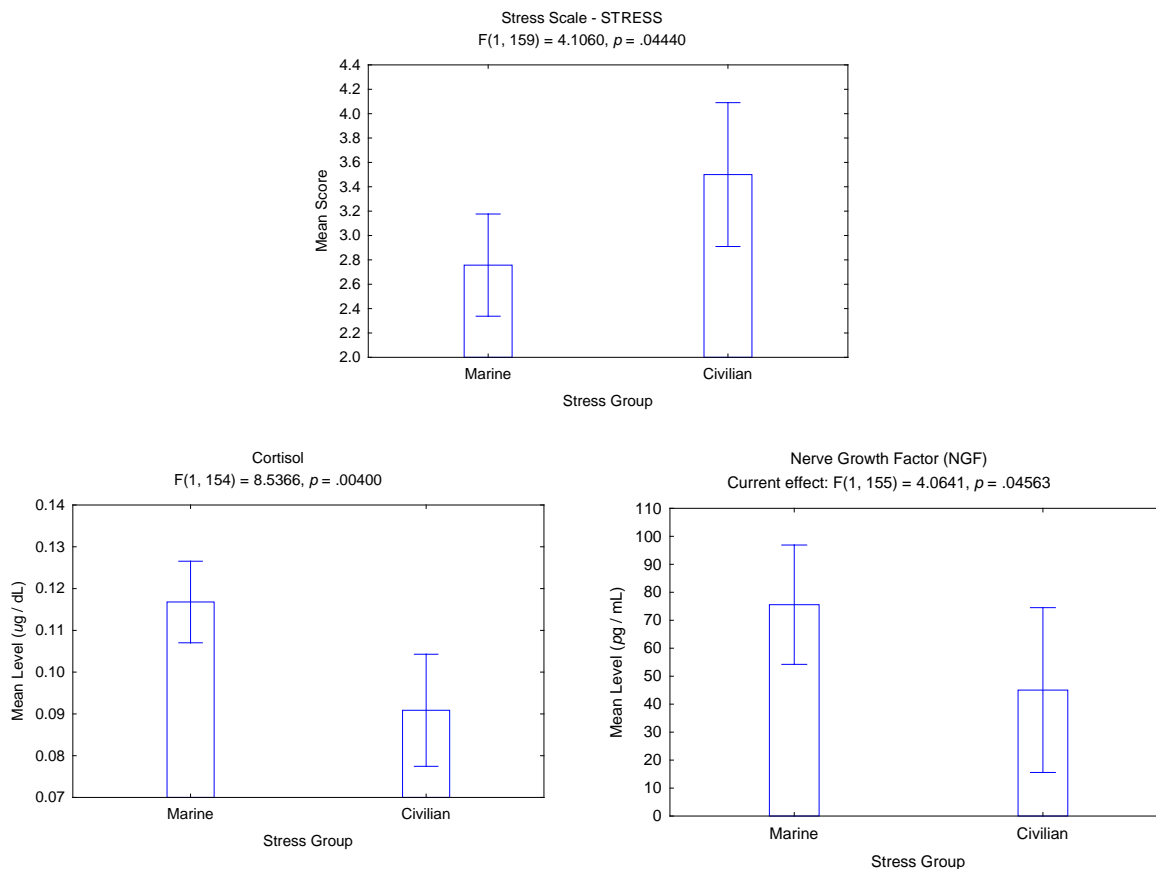 Stress Scale - STRESS
F(1, 159) = 4.1060, p = .04440
4.4
4.2
4.0
3.8
3.6
3.4
3.2
3.0
2.8
2.6
2.4
2.2
2.0
Mean Score
Marine
Civilian
Stress Group
Cortisol
F(1, 154) = 8.5366, p = .00400
0.14
0.13
0.12
0.11
0.10
0.09
0.08
0.07
Mean Level (ug / dL)
Marine
Civilian
Stress Group
Nerve Growth Factor (NGF)
Current effect: F(1, 155) = 4.0641, p = .04563
110
100
90
80
70
60
50
40
30
20
10
0
Mean Level (pg / mL)
Marine
Civilian
Stress Group